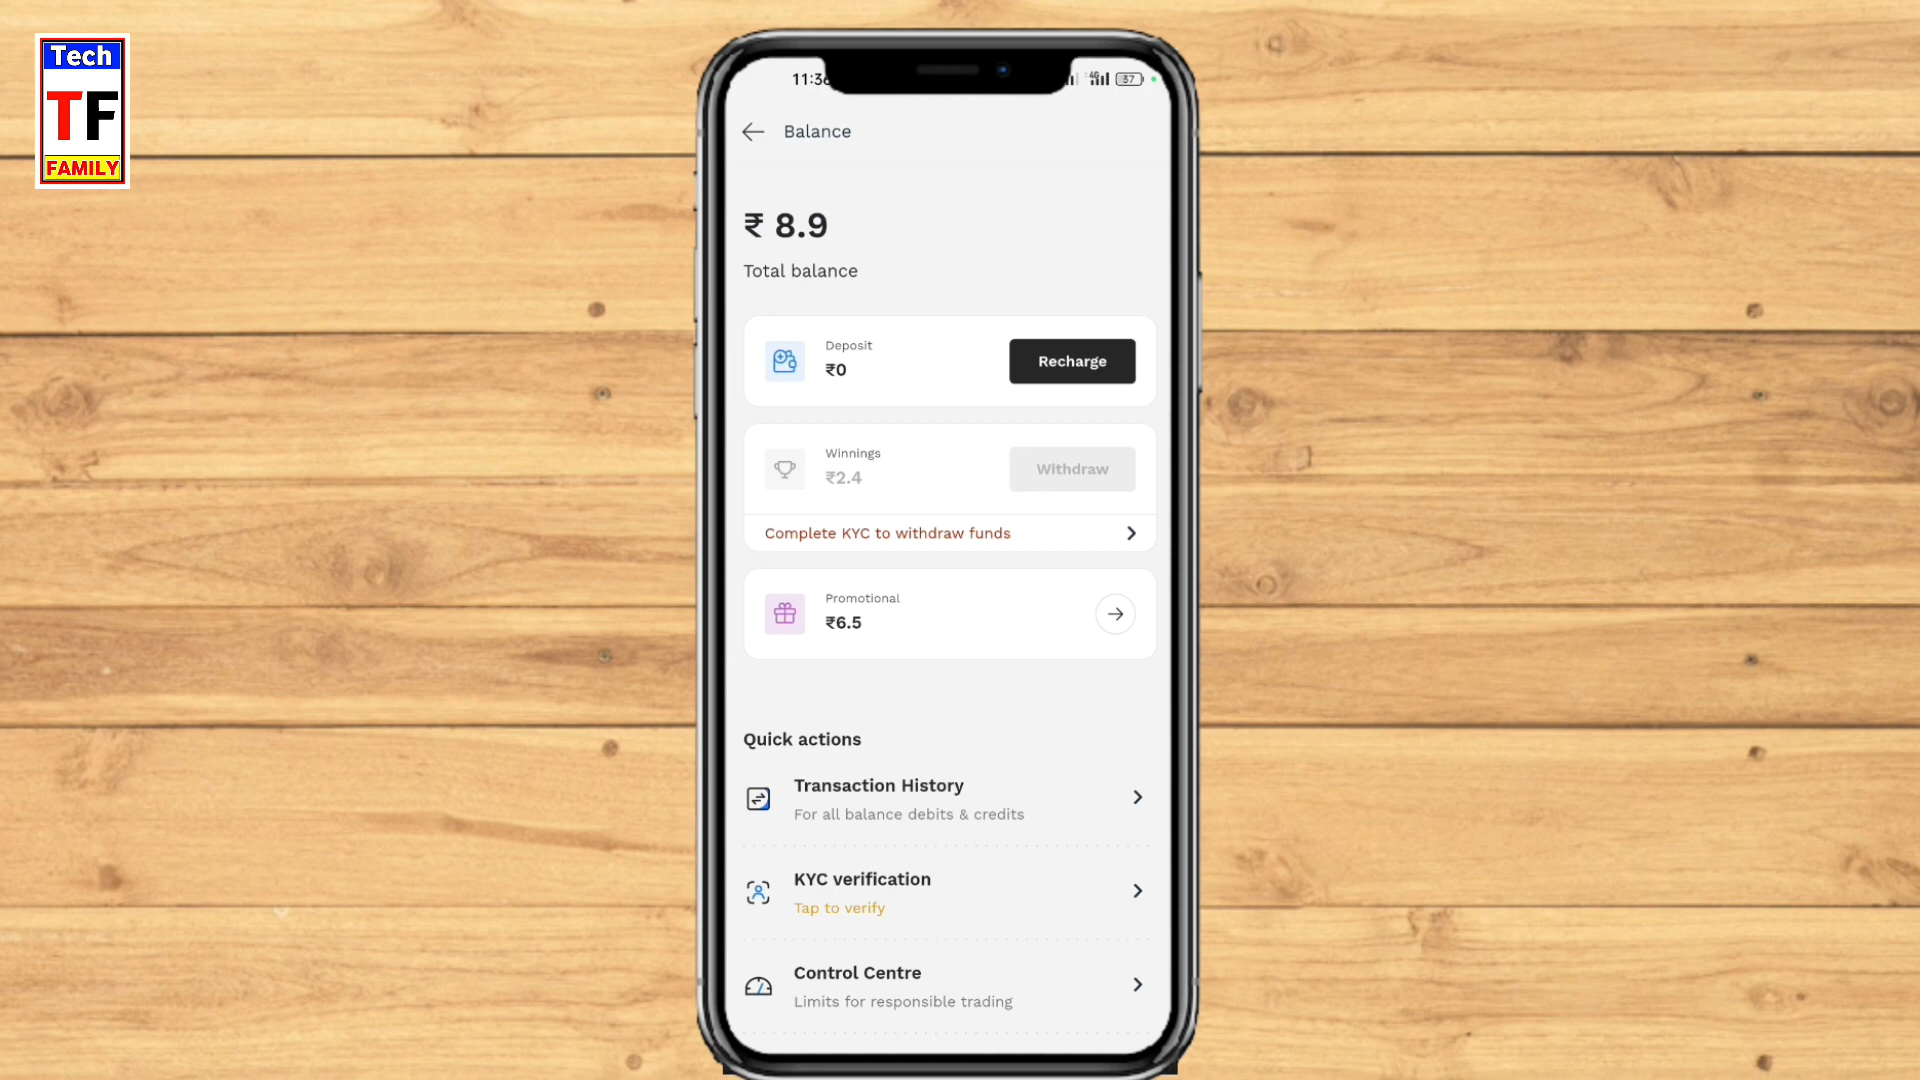 Tech
TF
FAMILY
37
Balance
₹ 8.9
Total balance
Deposit
₹0
Recharge
Winnings
₹2.4
Withdraw
Complete KYC to withdraw funds
Promotional
₹6.5
Quick actions
Transaction History
For all balance debits & credits
KYC verification
Tap to verify
Control Centre
Limits for responsible trading